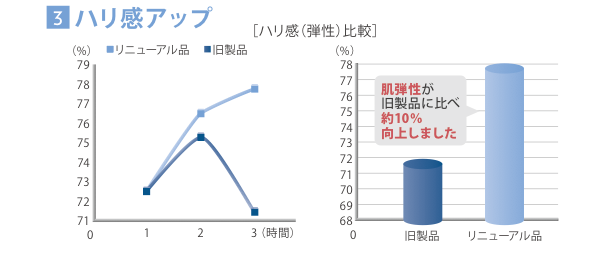 3 ハリ感アップ
［ハリ感（弾性）比較］
(%)
リニューアル品 旧製品
79
78
77
76
75
74
73
72
71
0
1 2 3（時間）
(%)
78
77
76
75
74
73
72
71
70
69
68
0
肌弾性が
旧製品に比べ
約10%
向上しました
旧製品 リニューアル品